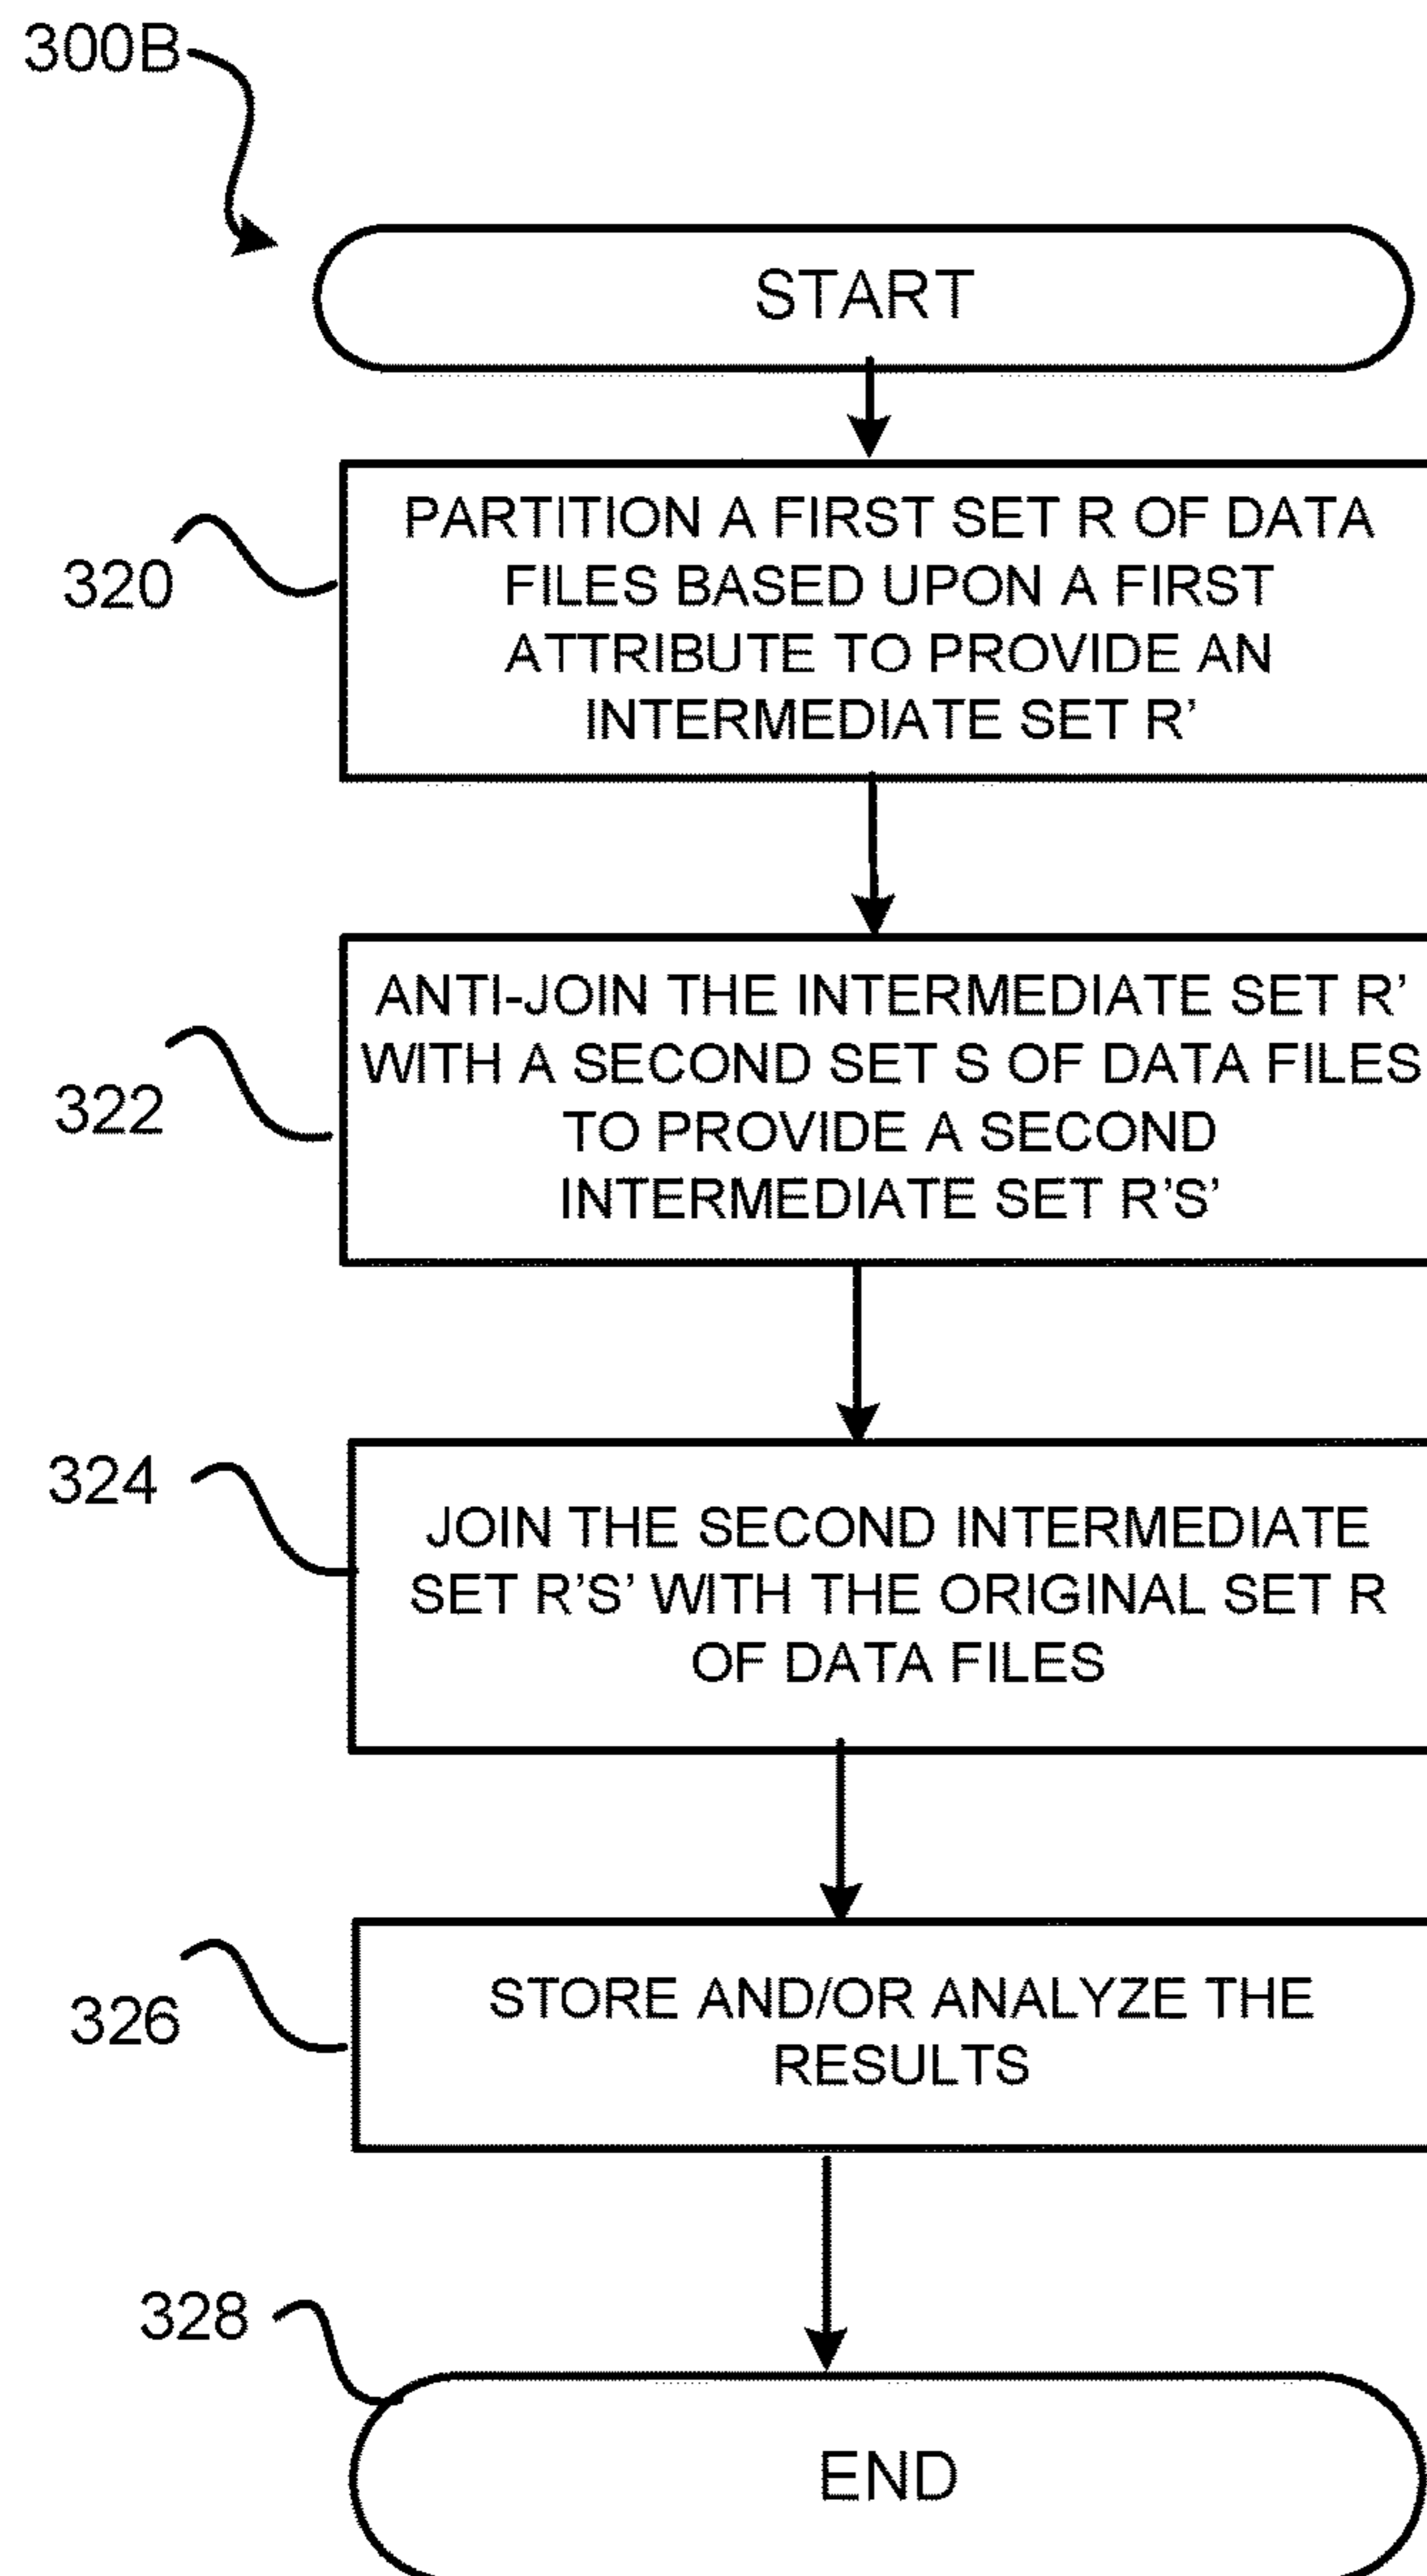 300B
START
320
PARTITION A FIRST SET R OF DATA
FILES BASED UPON A FIRST
ATTRIBUTE TO PROVIDE AN
INTERMEDIATE SET R’
322
ANTI-JOIN THE INTERMEDIATE SET R’
WITH A SECOND SET S OF DATA FILES
TO PROVIDE A SECOND
INTERMEDIATE SET R’S’
324
JOIN THE SECOND INTERMEDIATE
SET R’S’ WITH THE ORIGINAL SET R
OF DATA FILES
326
STORE AND/OR ANALYZE THE
RESULTS
328
END